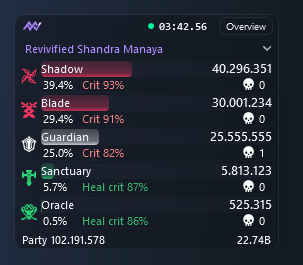 03:42.56 Overview
Revivified Shandra Manaya
Shadow 40.296.351
39.4% Crit 93% 0
Blade 30.001.234
29.4% Crit 91% 0
Guardian 25.555.555
25.0% Crit 82% 1
Sanctuary 5.813.123
5.7% Heal crit 87% 0
Oracle 525.315
0.5% Heal crit 86% 0
Party 102.191.578 22.74B